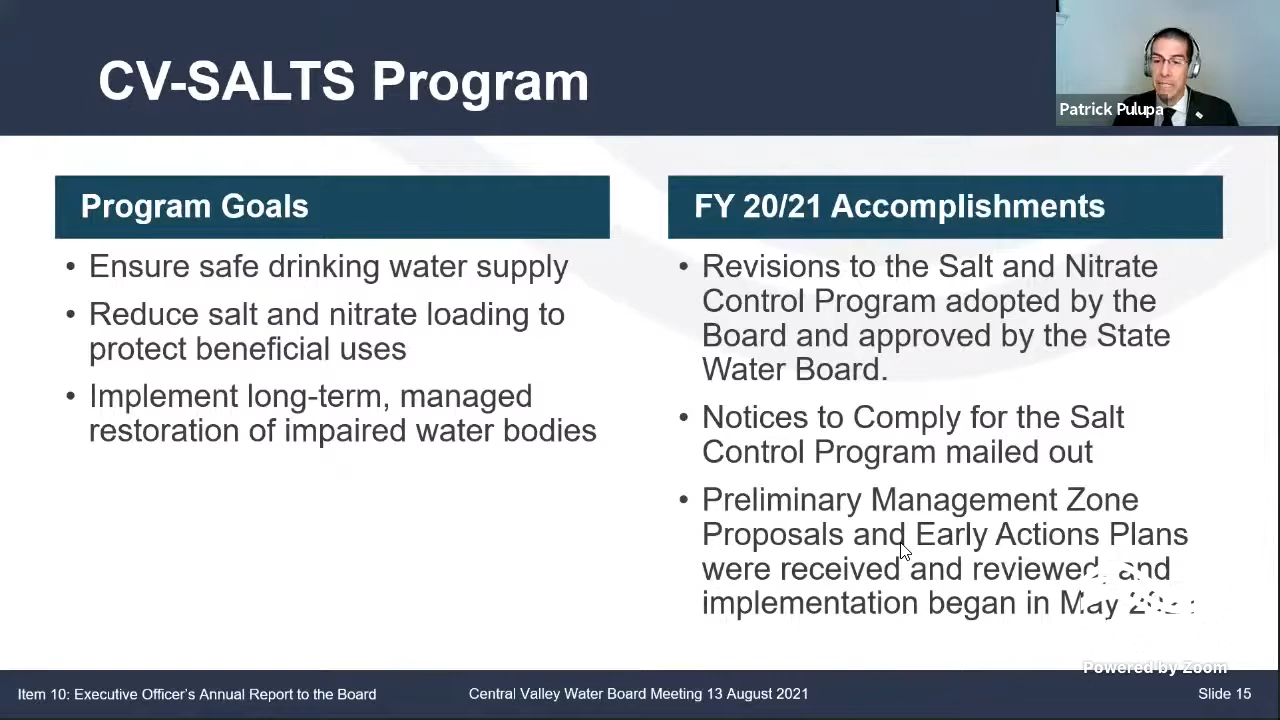 CV-SALTS Program
Patrick Pulupa
Program Goals
• Ensure safe drinking water supply
• Reduce salt and nitrate loading to
protect beneficial uses
• Implement long-term, managed
restoration of impaired water bodies
FY 20/21 Accomplishments
• Revisions to the Salt and Nitrate
Control Program adopted by the
Board and approved by the State
Water Board.
• Notices to Comply for the Salt
Control Program mailed out
• Preliminary Management Zone
Proposals and Early Actions Plans
were received and reviewed, and
implementation began in May
Powered by Zoom
Item 10: Executive Officer's Annual Report to the Board
Central Valley Water Board Meeting 13 August 2021
Slide 15